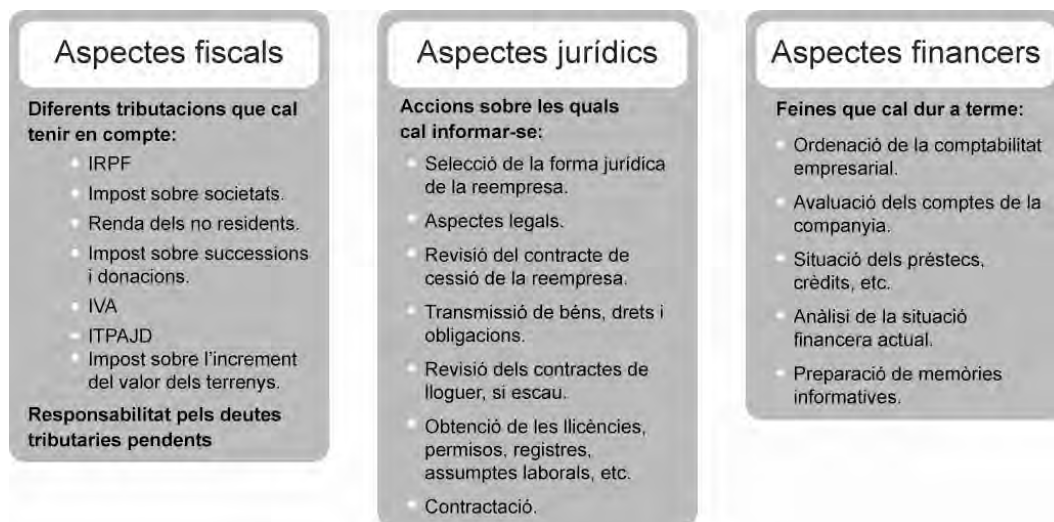 Aspectes fiscals
Diferents tributacions que cal
tenir en compte:
IRPF
Impost sobre societats.
Renda dels no residents.
Impost sobre successions
i donacions.
IVA
ITPAJD
Impost sobre l'increment
del valor dels terrenys.
Responsabilitat pels deutes
tributaries pendents
Aspectes jurídics
Accions sobre les quals
cal informar-se:
Selecció de la forma jurídica
de la reempresa.
Aspectes legals.
Revisió del contracte de
cessió de la reempresa.
Transmissió de béns, drets i
obligacions.
Revisió dels contractes de
lloguer, si escau.
Obtenció de les llicències,
permisos, registres,
assumptes laborals, etc.
Contractació.
Aspectes financers
Feines que cal dur a terme:
Ordenació de la comptabilitat
empresarial.
Avaluació dels comptes de la
companyia.
Situació dels préstecs,
crèdits, etc.
Anàlisi de la situació
financera actual.
Preparació de memòries
informatives.